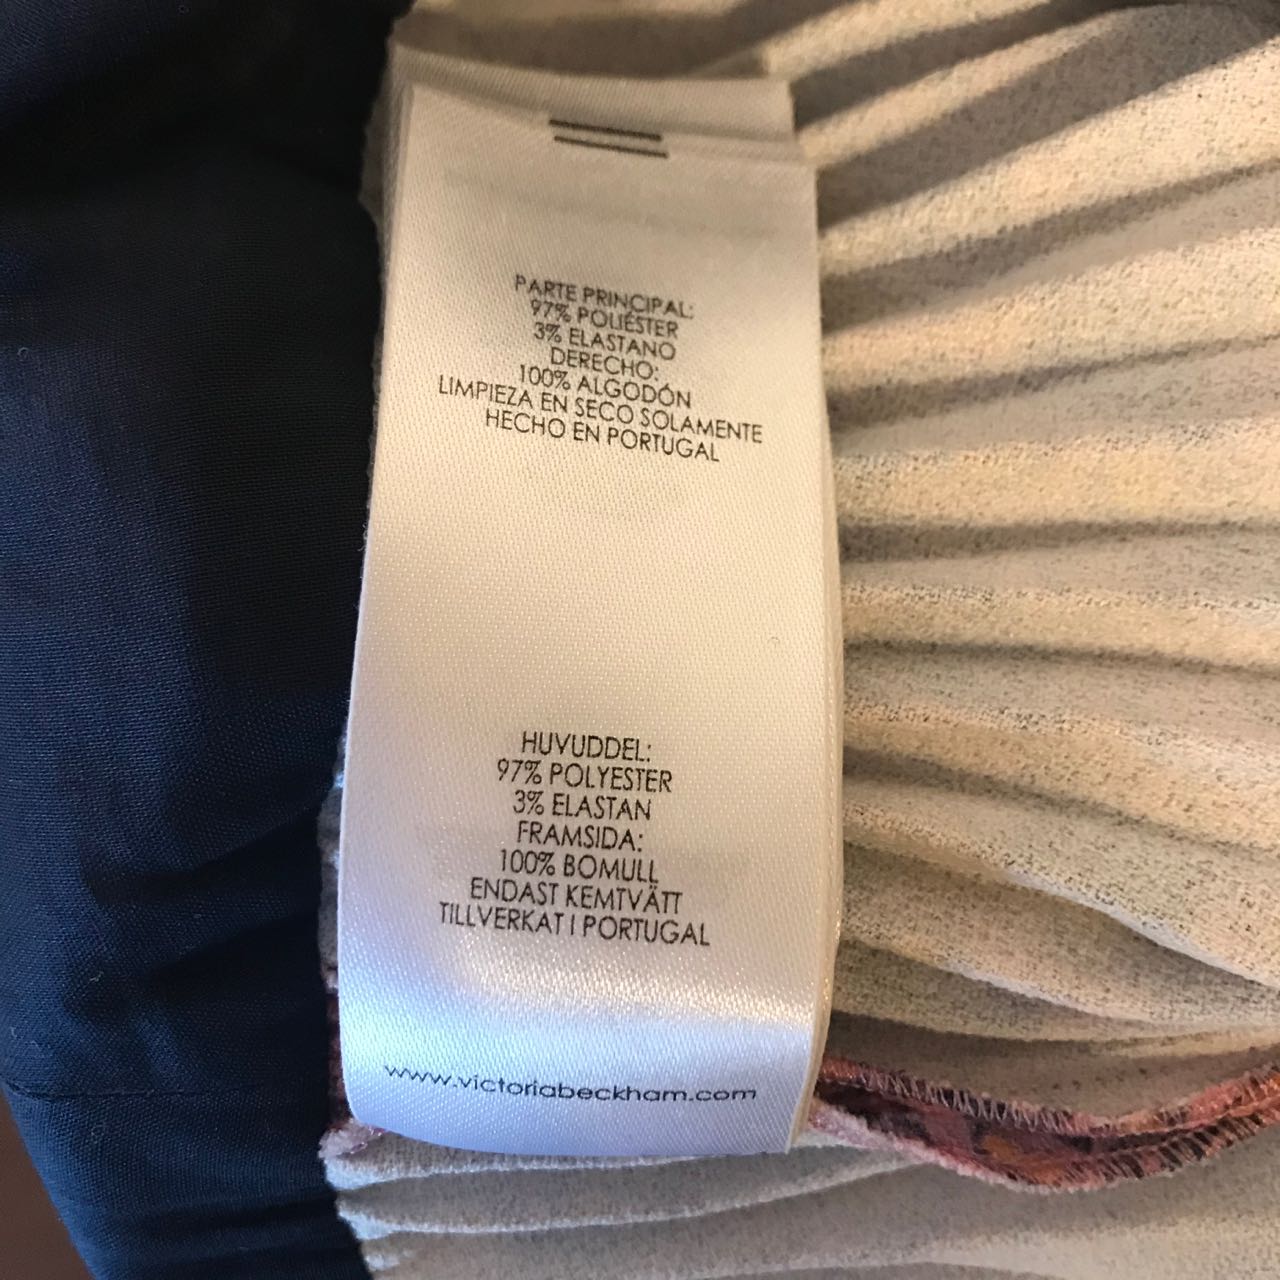 PARTE PRINCIPAL:
97% POLIÉSTER
3% ELASTANO
DERECHO:
100% ALGODÓN
LIMPIEZA EN SECO SOLAMENTE
HECHO EN PORTUGAL
HUVUDDEL:
97% POLYESTER
3% ELASTAN
FRAMSIDA:
100% BOMULL
ENDAST KEMTVÄTT
TILLVERKAT I PORTUGAL
www.victoriabeckham.com